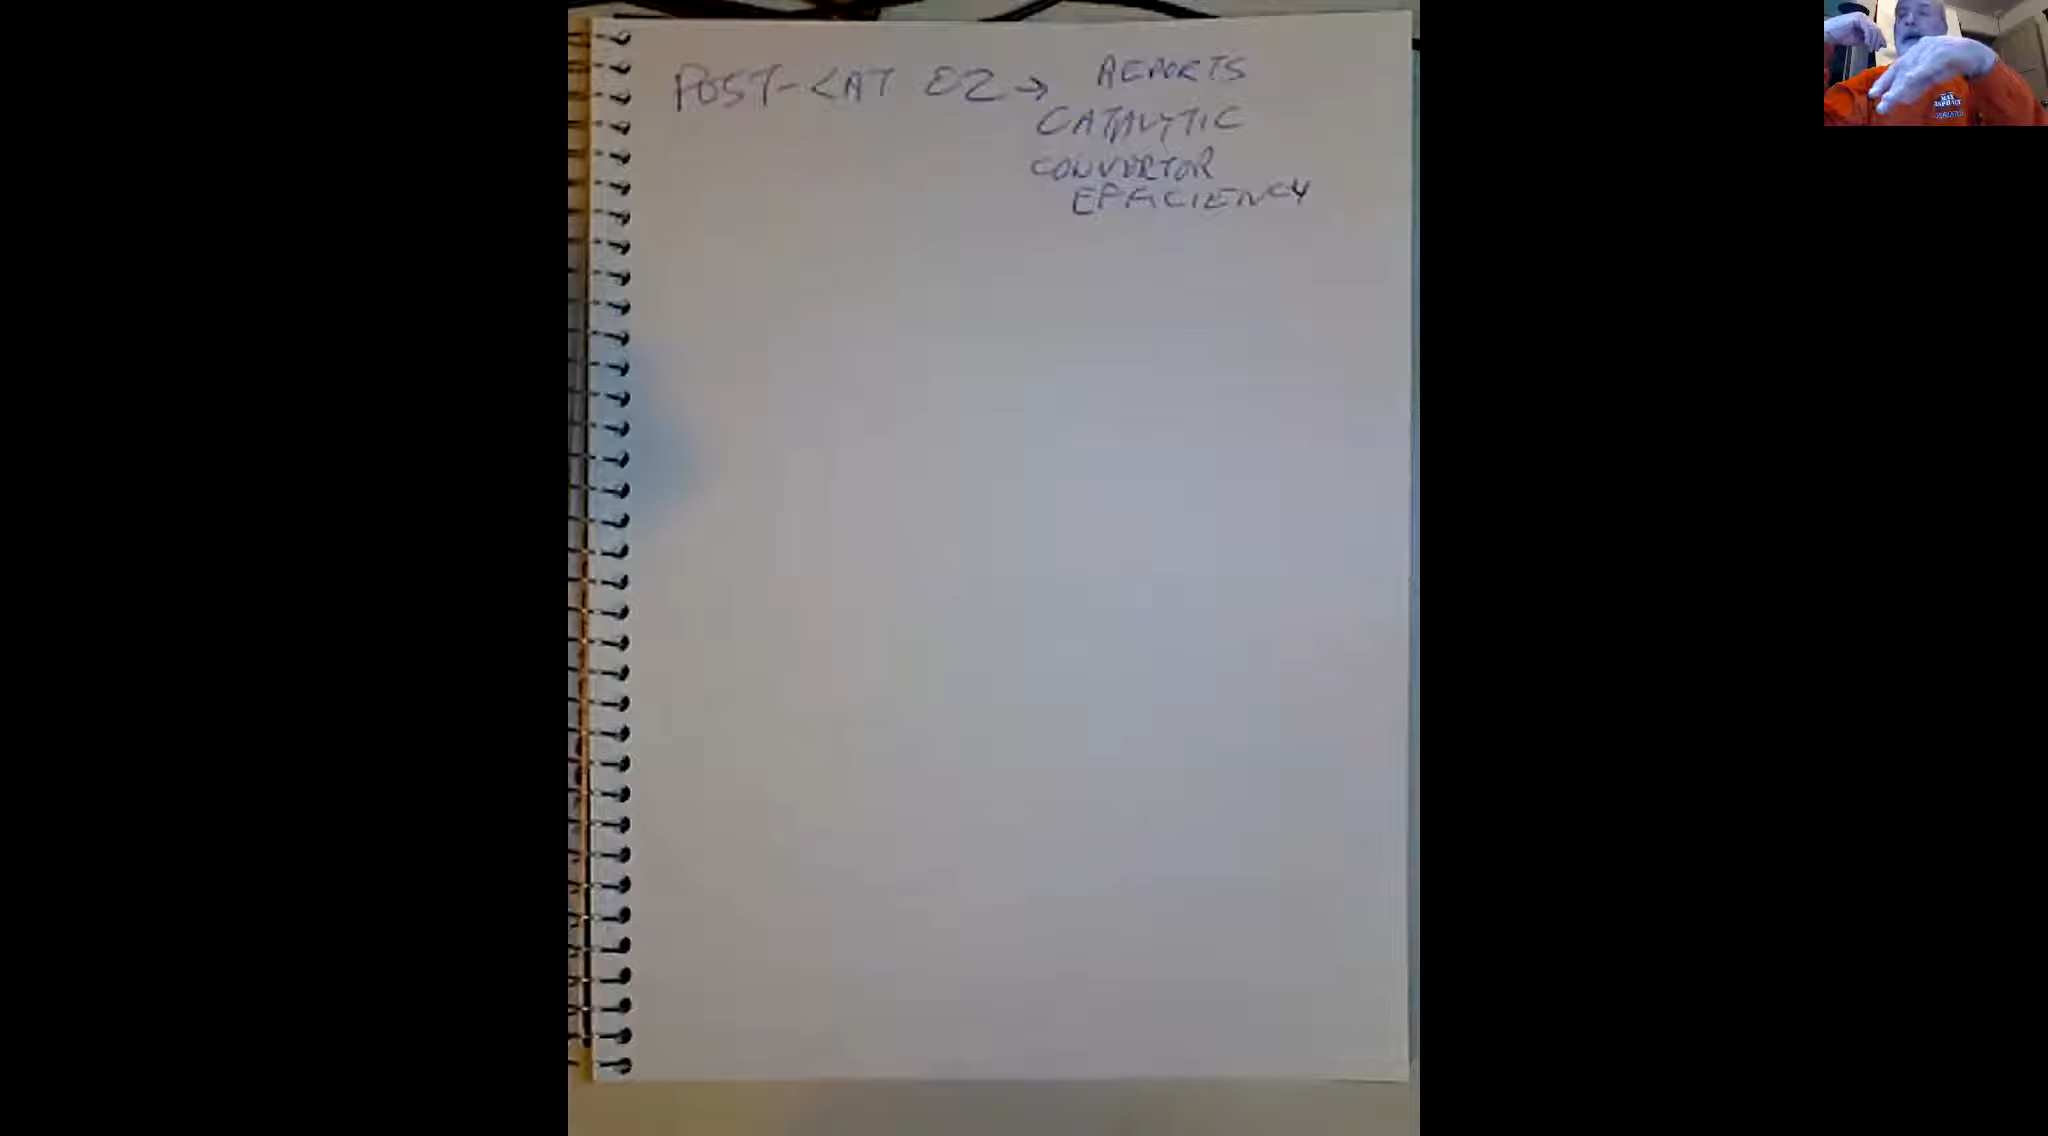 POST-CAT O2 → REPORTS
CATALYTIC
CONVERTOR
EFFICIENCY